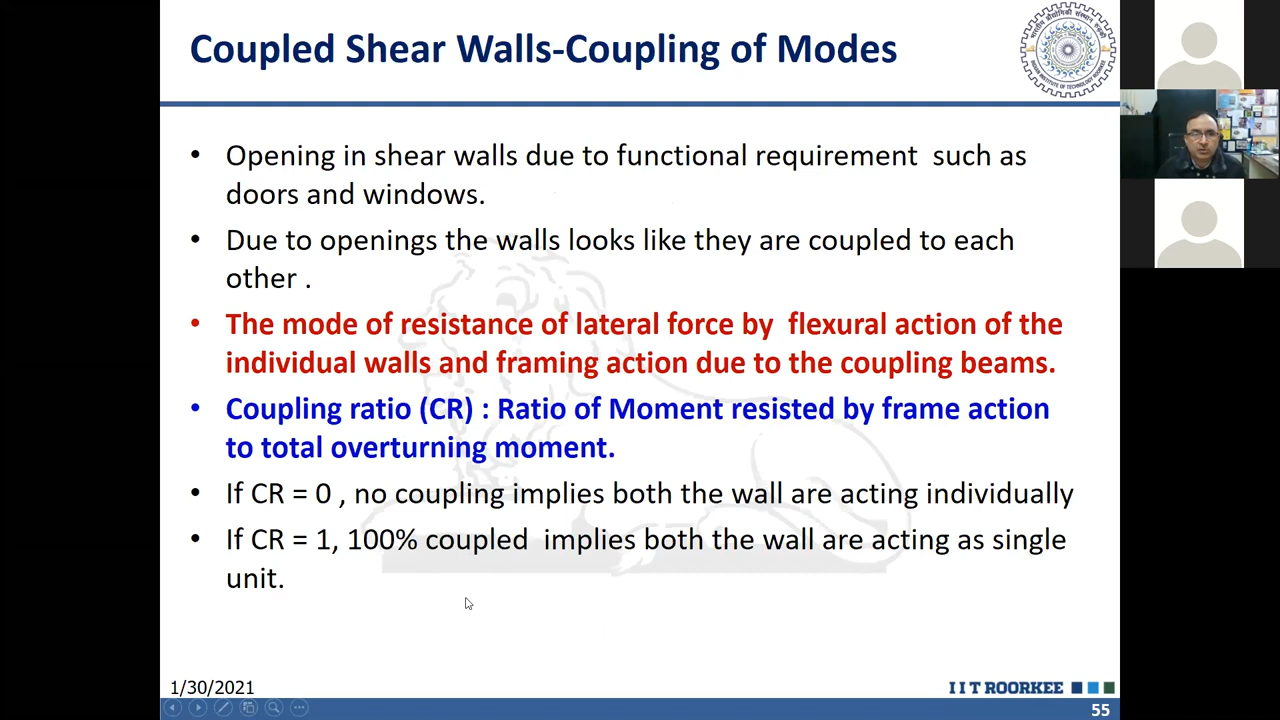 Coupled Shear Walls-Coupling of Modes
• Opening in shear walls due to functional requirement such as
doors and windows.
• Due to openings the walls looks like they are coupled to each
other .
• The mode of resistance of lateral force by flexural action of the
individual walls and framing action due to the coupling beams.
• Coupling ratio (CR) : Ratio of Moment resisted by frame action
to total overturning moment.
• If CR = 0 , no coupling implies both the wall are acting individually
• If CR = 1, 100% coupled implies both the wall are acting as single
unit.
1/30/2021
I I T ROORKEE
55